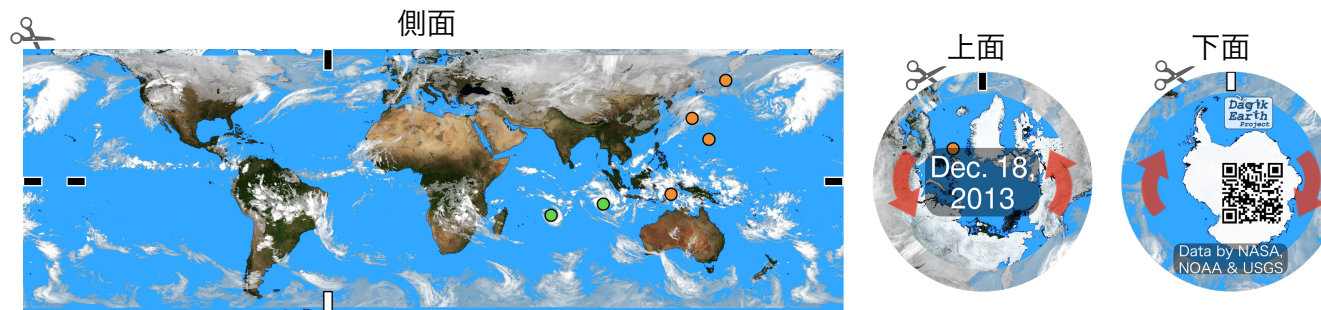 側面
上面
下面
Dec. 18,
2013
Dagik
Earth
Project
Data by NASA,
NOAA & USGS